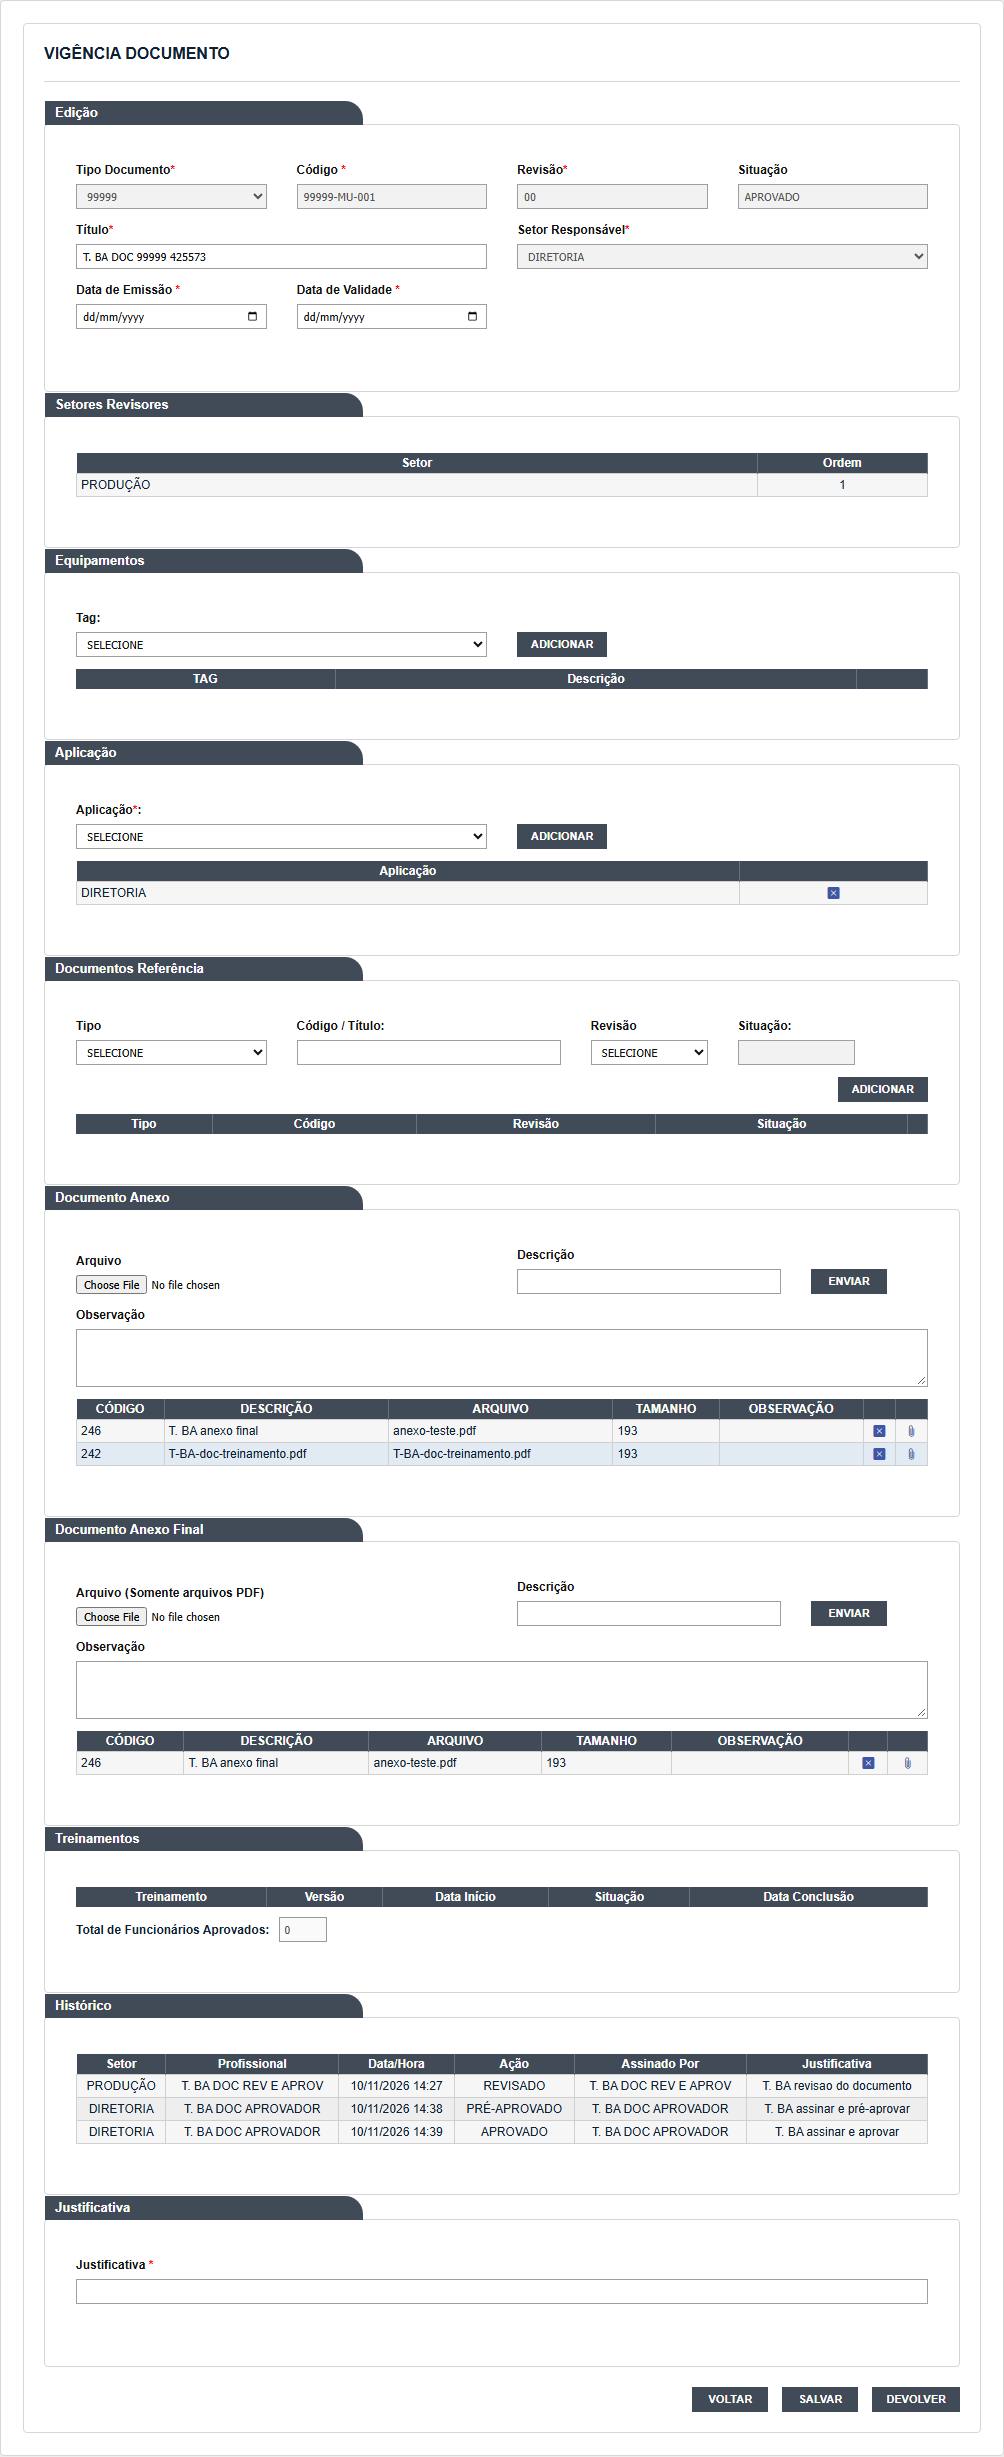 VIGÊNCIA DOCUMENTO
Edição
Tipo Documento* Código * Revisão* Situação
99999 99999-MU-001 00 APROVADO
Título* Setor Responsável*
T. BA DOC 99999 425573 DIRETORIA
Data de Emissão * Data de Validade *
dd/mm/yyyy dd/mm/yyyy
Setores Revisores
Setor Ordem
PRODUÇÃO 1
Equipamentos
Tag:
SELECIONE ADICIONAR
TAG Descrição
Aplicação
Aplicação*:
SELECIONE ADICIONAR
Aplicação
DIRETORIA
Documentos Referência
Tipo Código / Título: Revisão Situação:
SELECIONE SELECIONE
ADICIONAR
Tipo Código Revisão Situação
Documento Anexo
Arquivo Descrição
Choose File No file chosen ENVIAR
Observação
CÓDIGO DESCRIÇÃO ARQUIVO TAMANHO OBSERVAÇÃO
246 T. BA anexo final anexo-teste.pdf 193
242 T-BA-doc-treinamento.pdf T-BA-doc-treinamento.pdf 193
Documento Anexo Final
Arquivo (Somente arquivos PDF) Descrição
Choose File No file chosen ENVIAR
Observação
CÓDIGO DESCRIÇÃO ARQUIVO TAMANHO OBSERVAÇÃO
246 T. BA anexo final anexo-teste.pdf 193
Treinamentos
Treinamento Versão Data Início Situação Data Conclusão
Total de Funcionários Aprovados: 0
Histórico
Setor Profissional Data/Hora Ação Assinado Por Justificativa
PRODUÇÃO T. BA DOC REV E APROV 10/11/2026 14:27 REVISADO T. BA DOC REV E APROV T. BA revisao do documento
DIRETORIA T. BA DOC APROVADOR 10/11/2026 14:38 PRÉ-APROVADO T. BA DOC APROVADOR T. BA assinar e pré-aprovar
DIRETORIA T. BA DOC APROVADOR 10/11/2026 14:39 APROVADO T. BA DOC APROVADOR T. BA assinar e aprovar
Justificativa
Justificativa *
VOLTAR SALVAR DEVOLVER